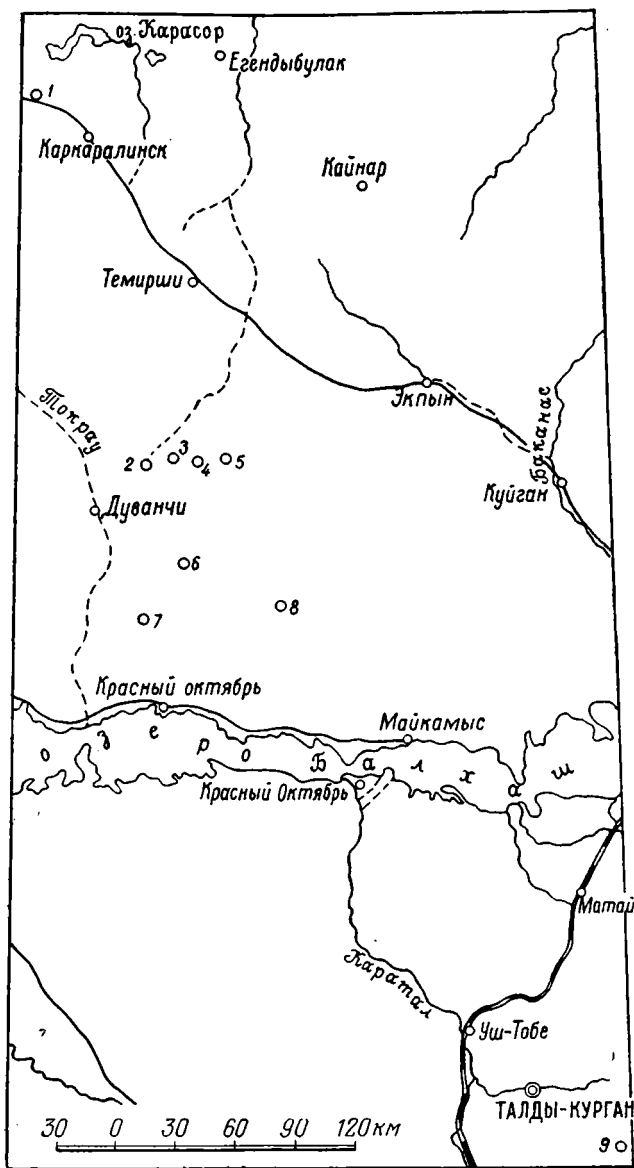 оз. Карасор
Егендыбулак
1
Каркаралинск
Кайнар
Темирши
Экпын
Токрау
Баканас
2 3 4 5
Куйган
Дуванчи
6
7 8
Красный октябрь
Майкамыс
озеро Балхаш
Красный Октябрь
Матай
Каратал
Уш-Тобе
ТАЛДЫ-КУРГАН
30 0 30 60 90 120 км
9